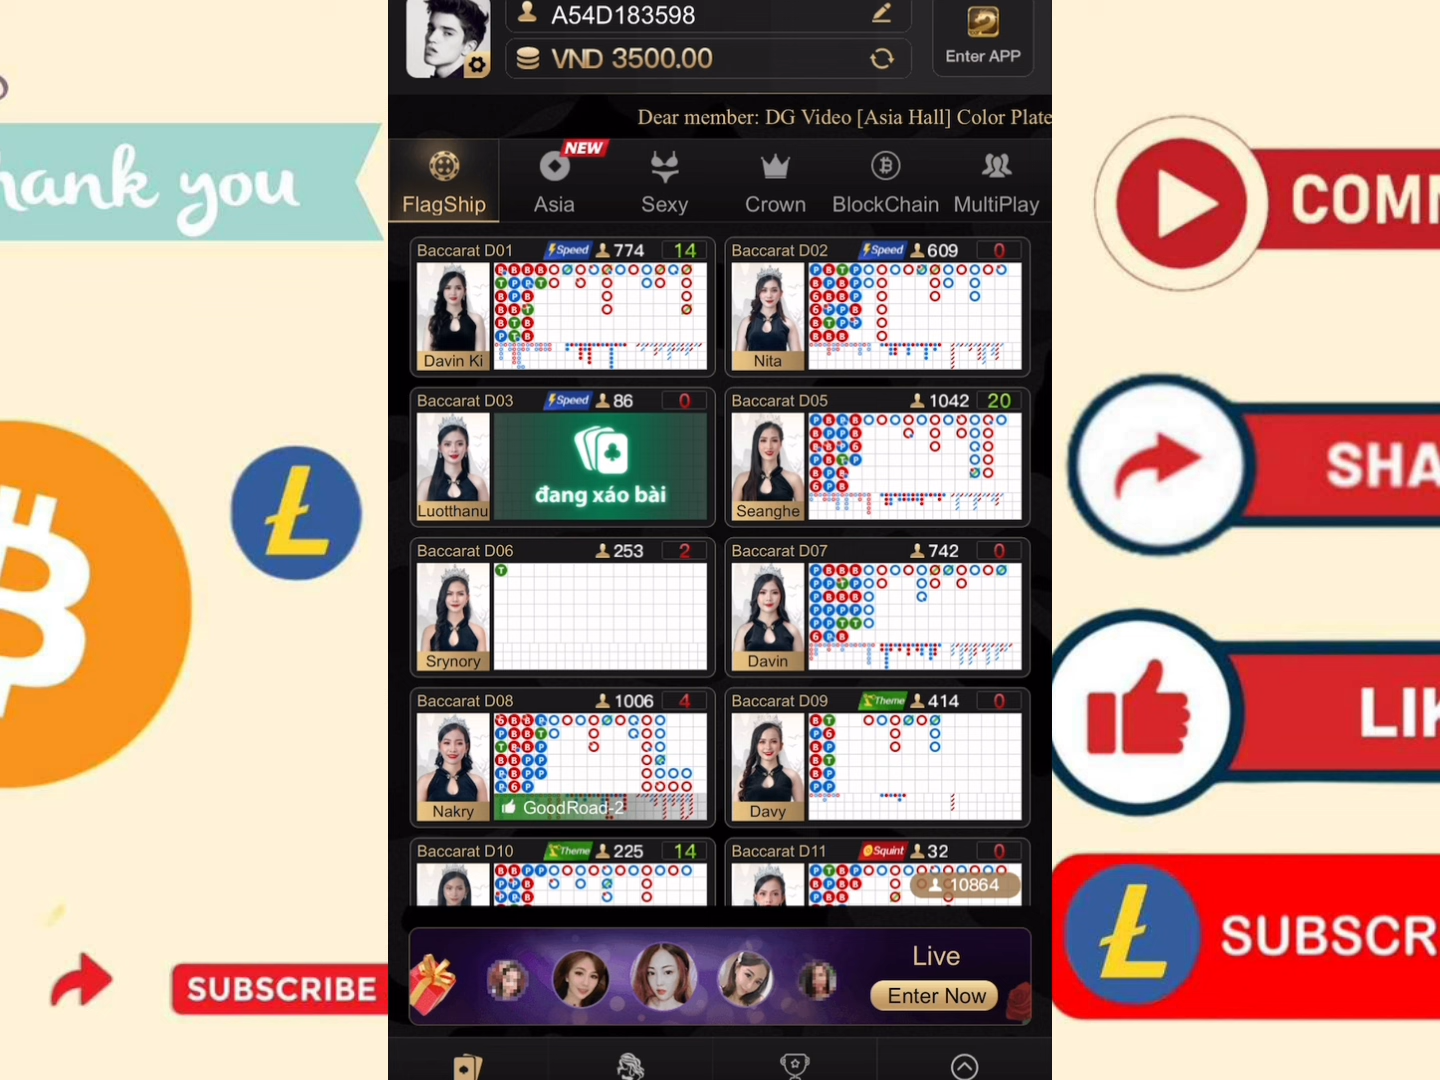 hank you
SUBSCRIBE
A54D183598
VND 3500.00
Enter APP
Dear member: DG Video [Asia Hall] Color Plate
NEW
FlagShip
Asia
Sexy
Crown
BlockChain
MultiPlay
Baccarat D01 Speed 774 14
Davin Ki
Baccarat D02 Speed 609 0
Nita
Baccarat D03 Speed 86 0
Luotthanu
đang xáo bài
Baccarat D05 1042 20
Seanghe
Baccarat D06 253 2
Srynory
Baccarat D07 742 0
Davin
Baccarat D08 1006 4
Nakry
GoodRoad-2
Baccarat D09 Theme 414 0
Davy
Baccarat D10 Theme 225 14
Baccarat D11 Squint 32 0
10864
Live
Enter Now
COMM
SHA
LIK
SUBSCR